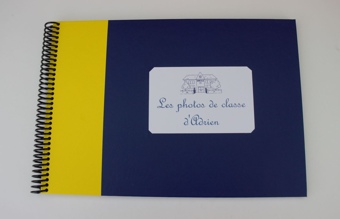 Les photos de classe
d'Adrien